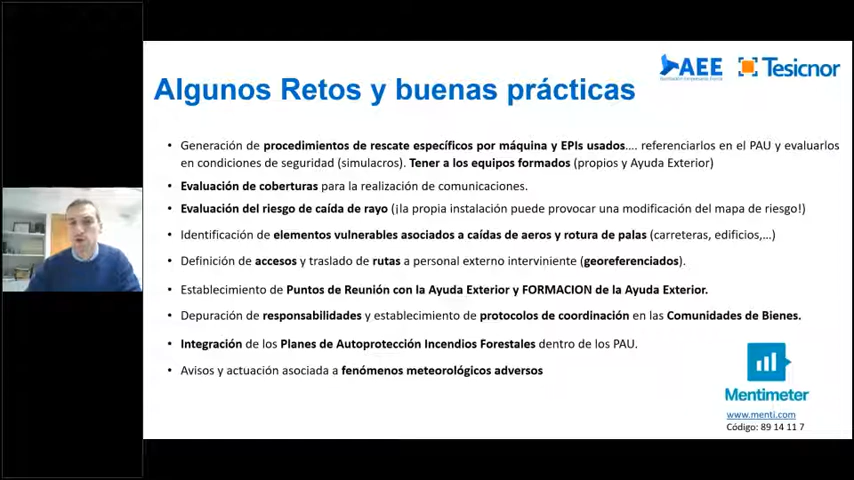 AEE
Tesicnor
Algunos Retos y buenas prácticas
• Generación de procedimientos de rescate específicos por máquina y EPIs usados.... referenciarlos en el PAU y evaluarlos
en condiciones de seguridad (simulacros). Tener a los equipos formados (propios y Ayuda Exterior)
• Evaluación de coberturas para la realización de comunicaciones.
• Evaluación del riesgo de caída de rayo (¡la propia instalación puede provocar una modificación del mapa de riesgo!)
• Identificación de elementos vulnerables asociados a caídas de aeros y rotura de palas (carreteras, edificios,...)
• Definición de accesos y traslado de rutas a personal externo interviniente (georeferenciados).
• Establecimiento de Puntos de Reunión con la Ayuda Exterior y FORMACION de la Ayuda Exterior.
• Depuración de responsabilidades y establecimiento de protocolos de coordinación en las Comunidades de Bienes.
• Integración de los Planes de Autoprotección Incendios Forestales dentro de los PAU.
• Avisos y actuación asociada a fenómenos meteorológicos adversos
Mentimeter
www.menti.com
Código: 89 14 11 7